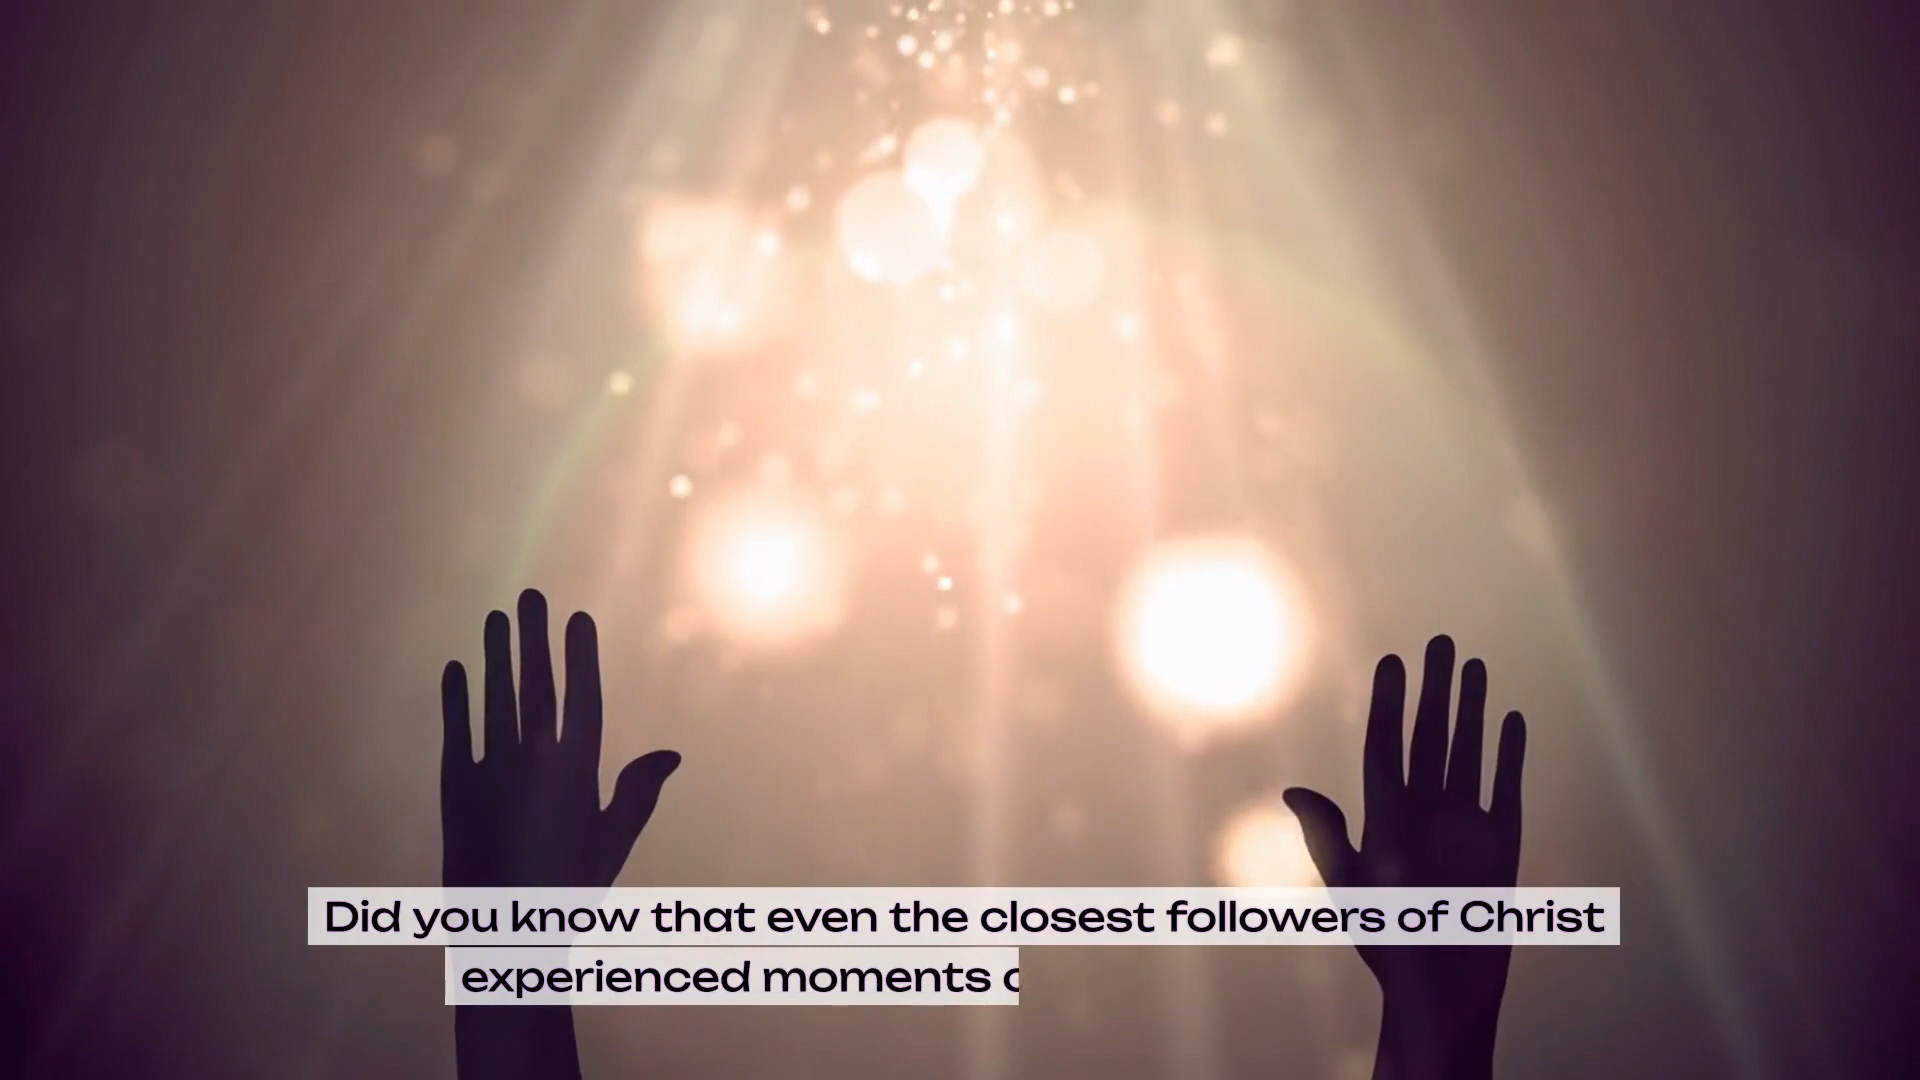 Did you know that even the closest followers of Christ
experienced moments